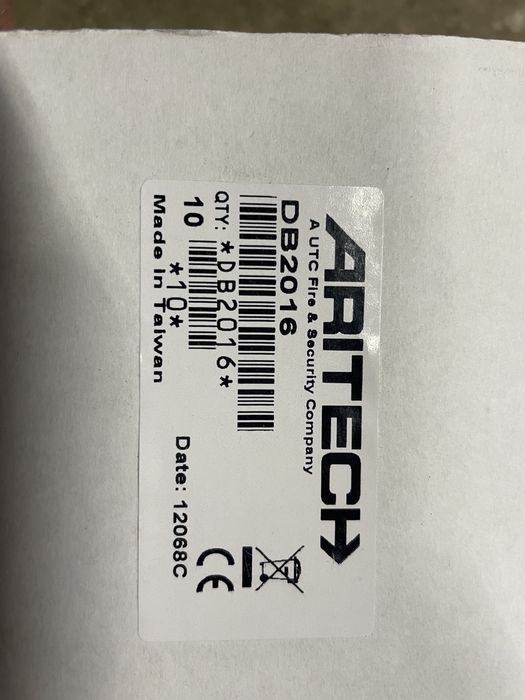 ARITECH
A UTC Fire & Security Company
DB2016
*DB2016*
QTY:
10
*10*
Made In Taiwan
Date: 12068C
CE